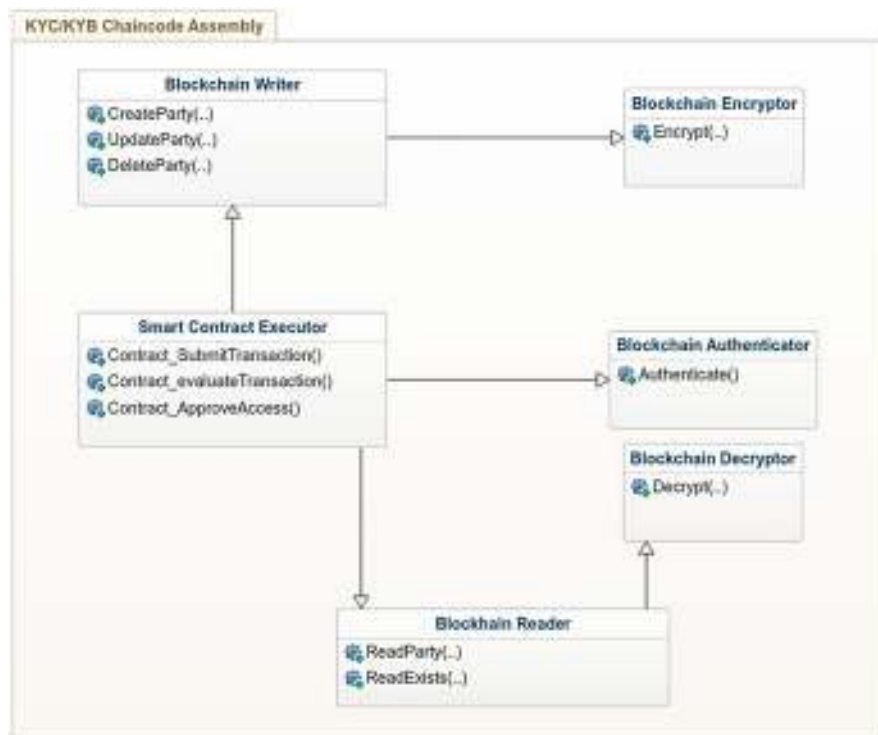 KYC/KYB Chaincode Assembly
Blockchain Writer
CreateParty(..)
UpdateParty(..)
DeleteParty(..)
Blockchain Encryptor
Encrypt(..)
Smart Contract Executor
Contract_SubmitTransaction()
Contract_evaluateTransaction()
Contract_ApproveAccess()
Blockchain Authenticator
Authenticate()
Blockchain Decryptor
Decrypt(..)
Blockhain Reader
ReadParty(..)
ReadExists(..)